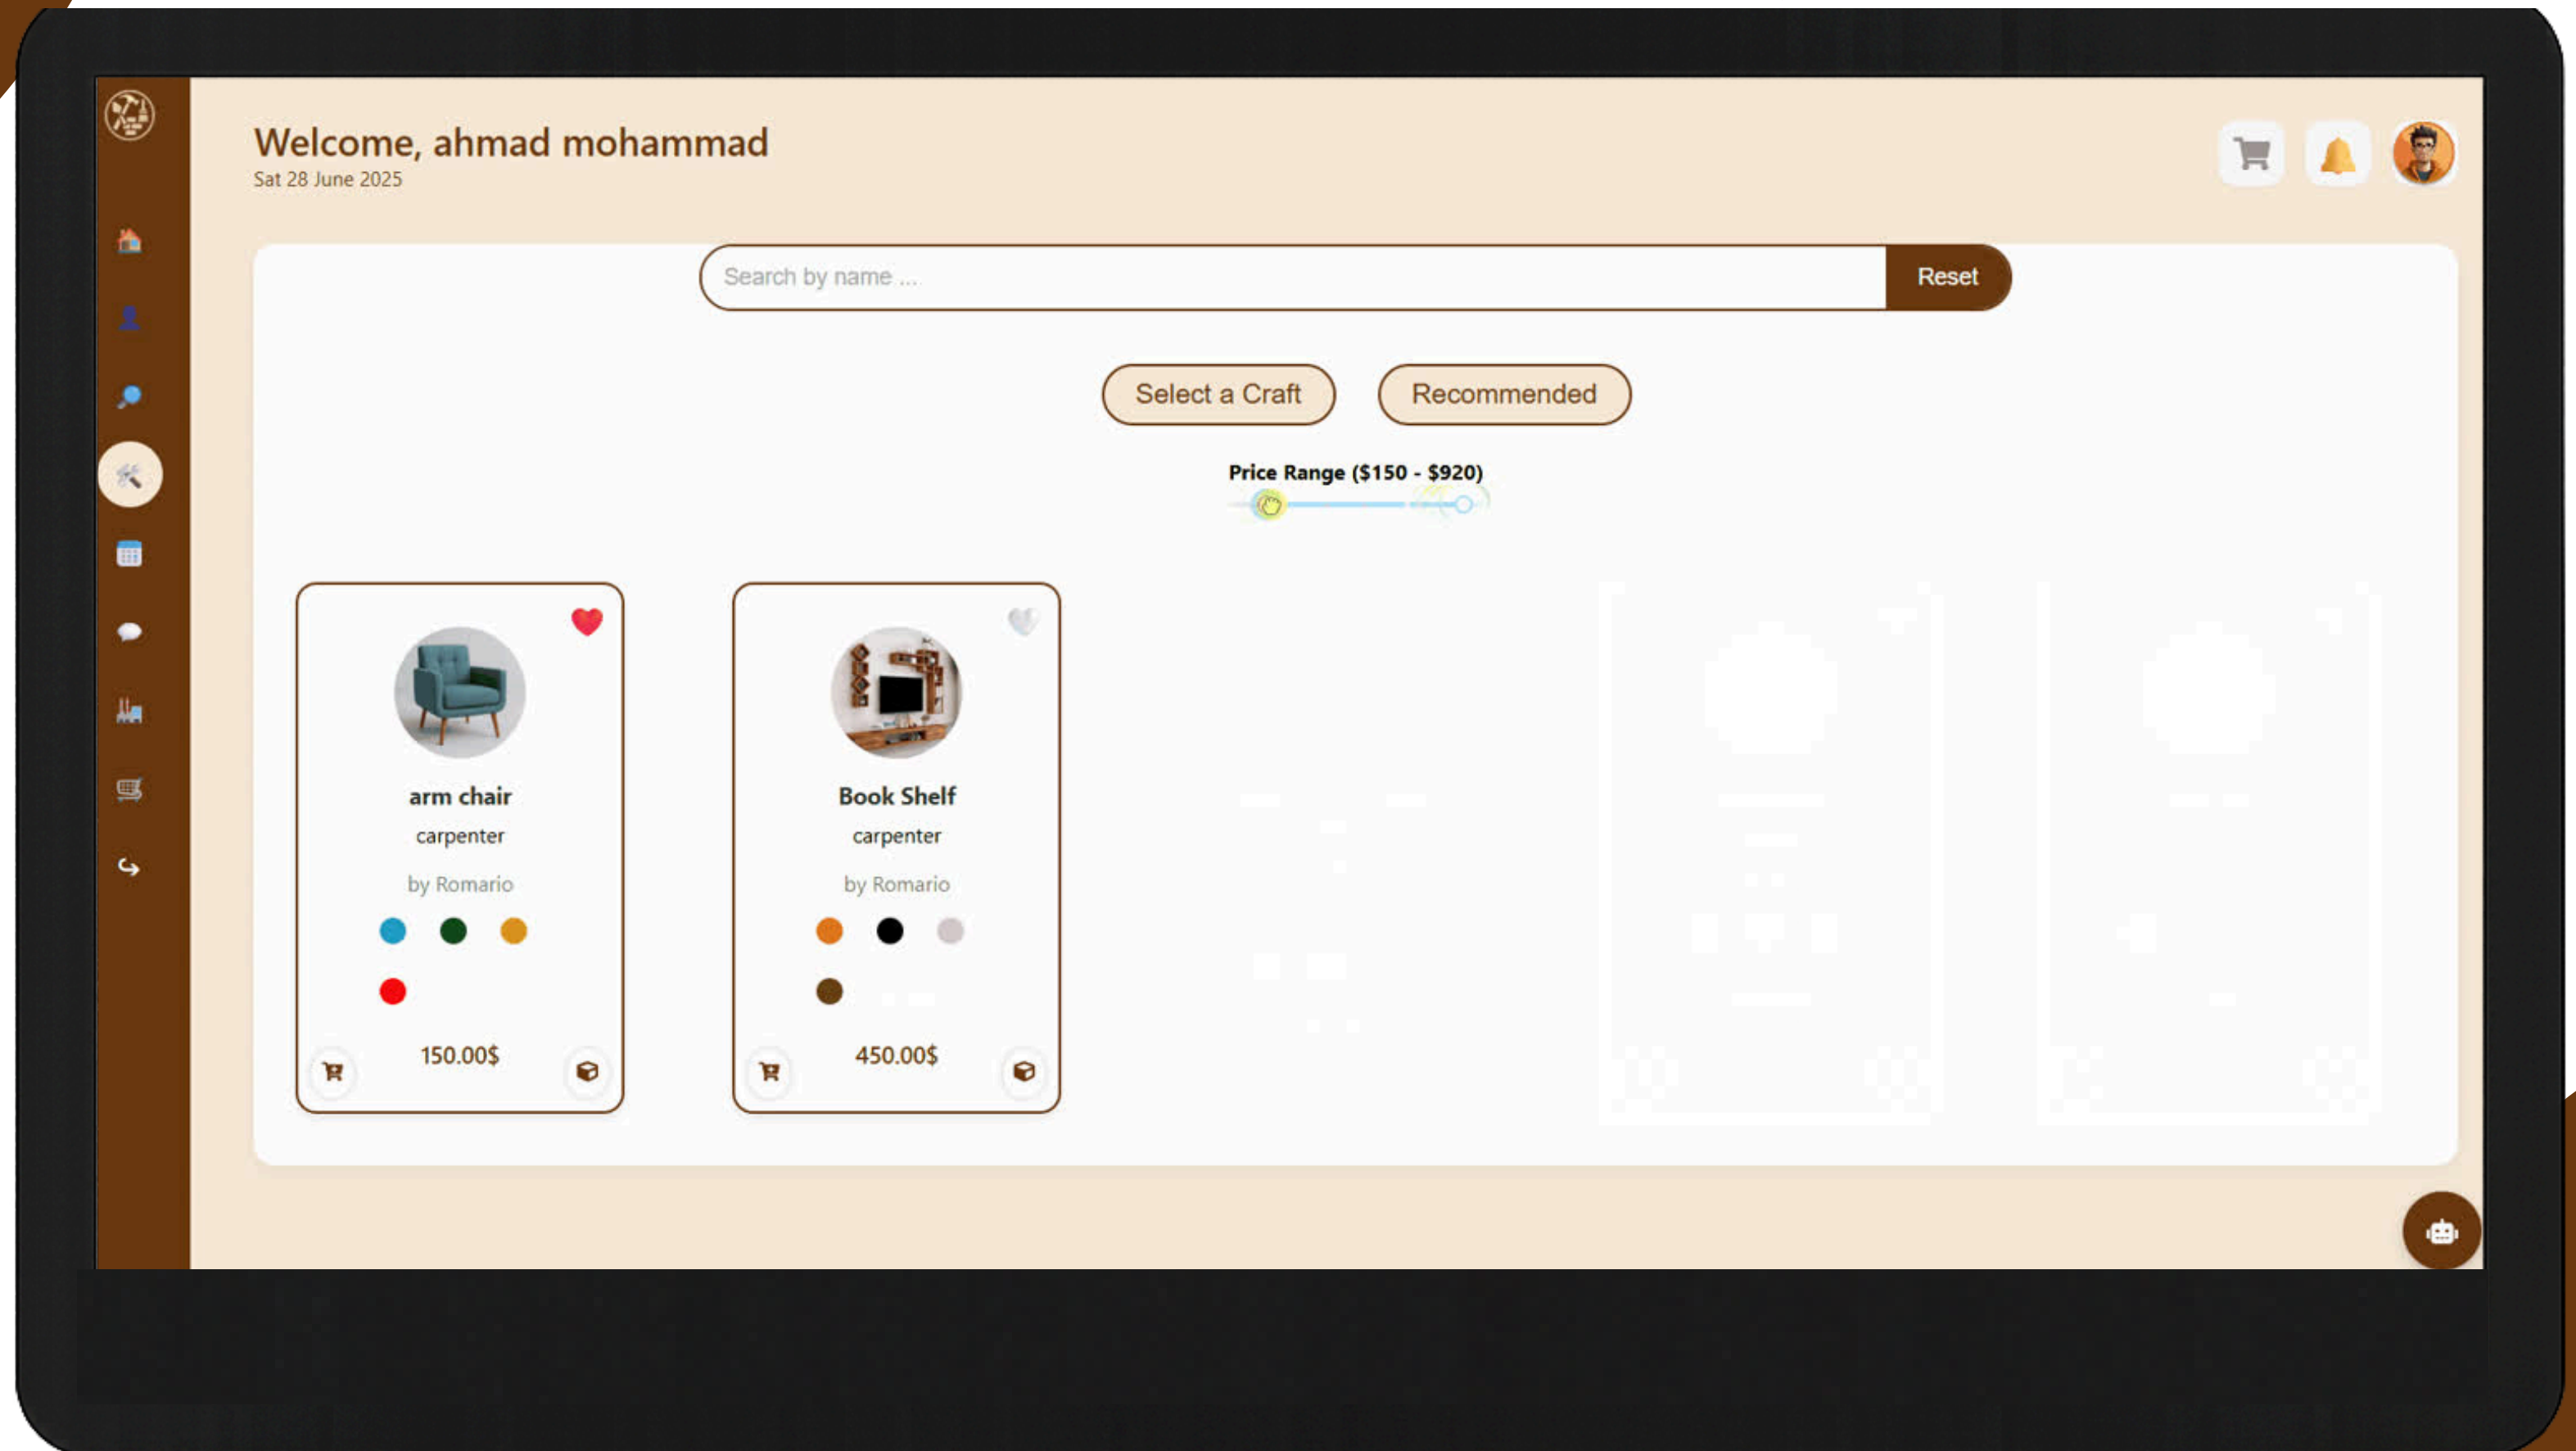 Welcome, ahmad mohammad
Sat 28 June 2025
Search by name ...
Reset
Select a Craft
Recommended
Price Range ($150 - $920)
arm chair
carpenter
by Romario
150.00$
Book Shelf
carpenter
by Romario
450.00$